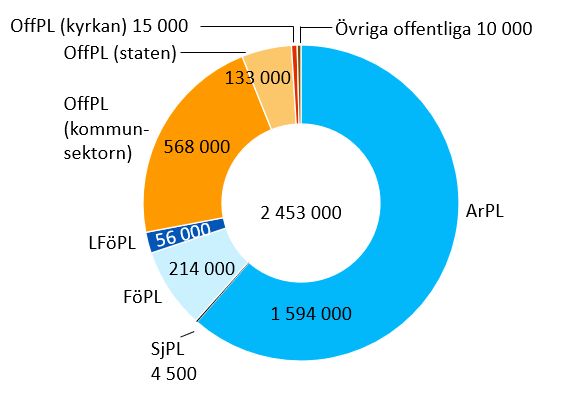 OffPL (kyrkan) 15 000
Övriga offentliga 10 000
OffPL (staten)
133 000
OffPL
(kommun-
sektorn)
568 000
2 453 000
ArPL
LFöPL
56 000
214 000
FöPL
1 594 000
SjPL
4 500